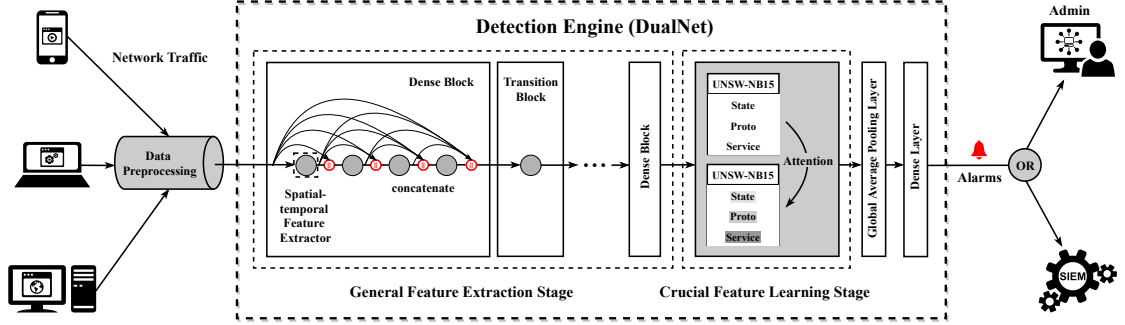 Detection Engine (DualNet)
Admin
Network Traffic
Data
Preprocessing
Dense Block
Spatial-
temporal
Feature
Extractor
concatenate
Transition
Block
Dense Block
UNSW-NB15
State
Proto
Service
Attention
UNSW-NB15
State
Proto
Service
Global Average Pooling Layer
Dense Layer
Alarms
OR
SIEM
General Feature Extraction Stage
Crucial Feature Learning Stage